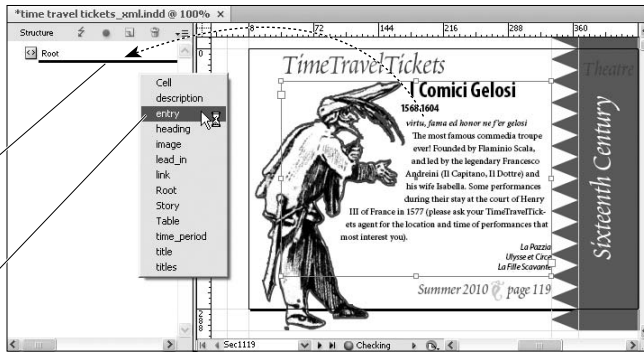 *time travel tickets_xml.indd @ 100% ×
Structure
Root
0 72 144 216 288 360
0
Cell
description
entry
heading
image
lead_in
link
Root
Story
Table
time_period
title
titles
TimeTravelTickets
Theatre
I Comici Gelosi
1568-1604
virtu, fama ed honor ne f'er gelosi
The most famous commedia troupe
ever! Founded by Flaminio Scala,
and led by the legendary Francesco
Andreini (Il Capitano, Il Dottre) and
his wife Isabella. Some performances
during their stay at the court of Henry
III of France in 1577 (please ask your TimeTravelTick-
ets agent for the location and time of performances that
most interest you).
La Pazzia
Ulysse et Circe
La Fille Scavante
Summer 2010 page 119
Sixteenth Century
288
Sec1119
Checking